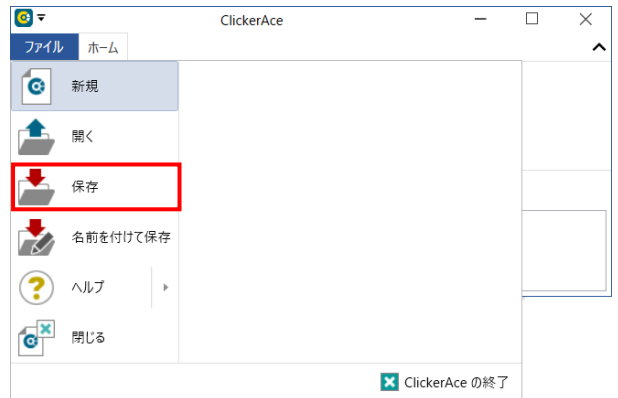 ClickerAce
ファイル ホーム
新規
開く
保存
名前を付けて保存
ヘルプ
閉じる
ClickerAce の終了